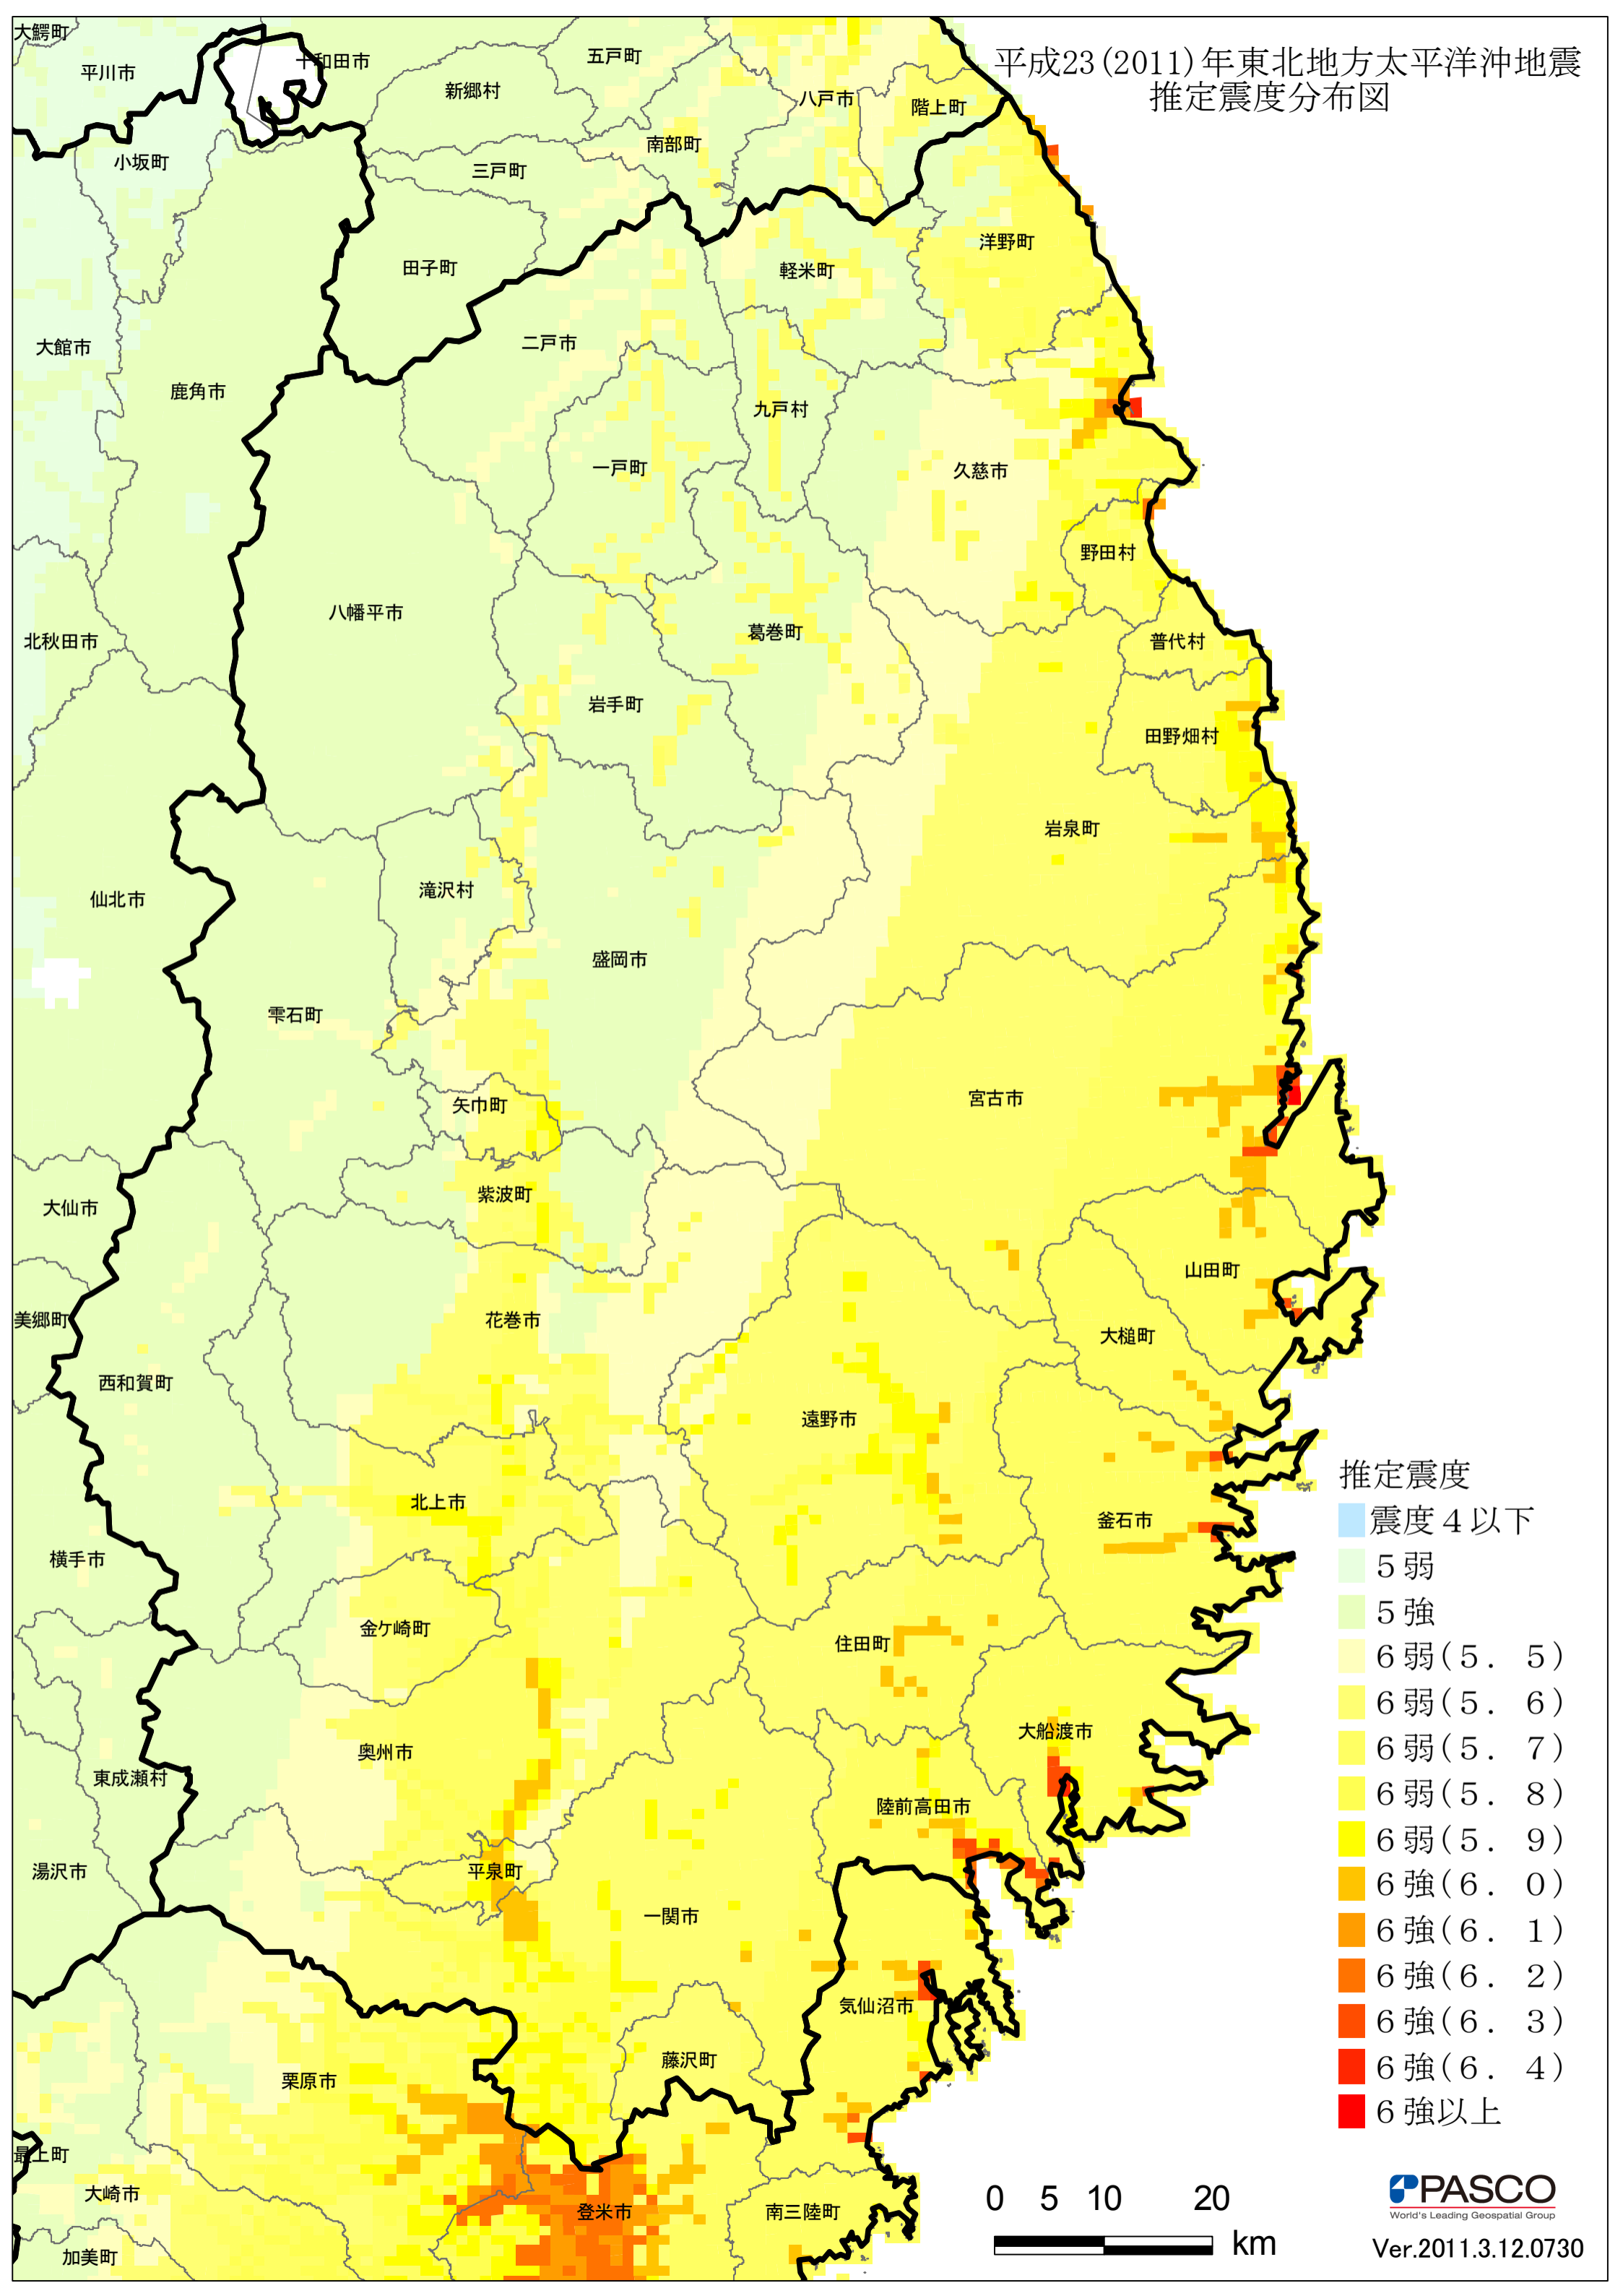 平成23(2011)年東北地方太平洋沖地震
推定震度分布図
大鰐町
平川市
十和田市
新郷村
五戸町
八戸市
階上町
小坂町
三戸町
南部町
田子町
軽米町
洋野町
大館市
鹿角市
二戸市
一戸町
九戸村
久慈市
北秋田市
八幡平市
葛巻町
野田村
普代村
岩手町
田野畑村
岩泉町
仙北市
滝沢村
盛岡市
雫石町
宮古市
矢巾町
大仙市
紫波町
山田町
美郷町
花巻市
大槌町
西和賀町
遠野市
北上市
釜石市
横手市
金ケ崎町
住田町
奥州市
大船渡市
東成瀬村
陸前高田市
湯沢市
平泉町
一関市
気仙沼市
藤沢町
栗原市
最上町
大崎市
登米市
南三陸町
加美町
推定震度
震度４以下
５弱
５強
６弱(５．５)
６弱(５．６)
６弱(５．７)
６弱(５．８)
６弱(５．９)
６強(６．０)
６強(６．１)
６強(６．２)
６強(６．３)
６強(６．４)
６強以上
0 5 10 20
km
PASCO
World's Leading Geospatial Group
Ver.2011.3.12.0730